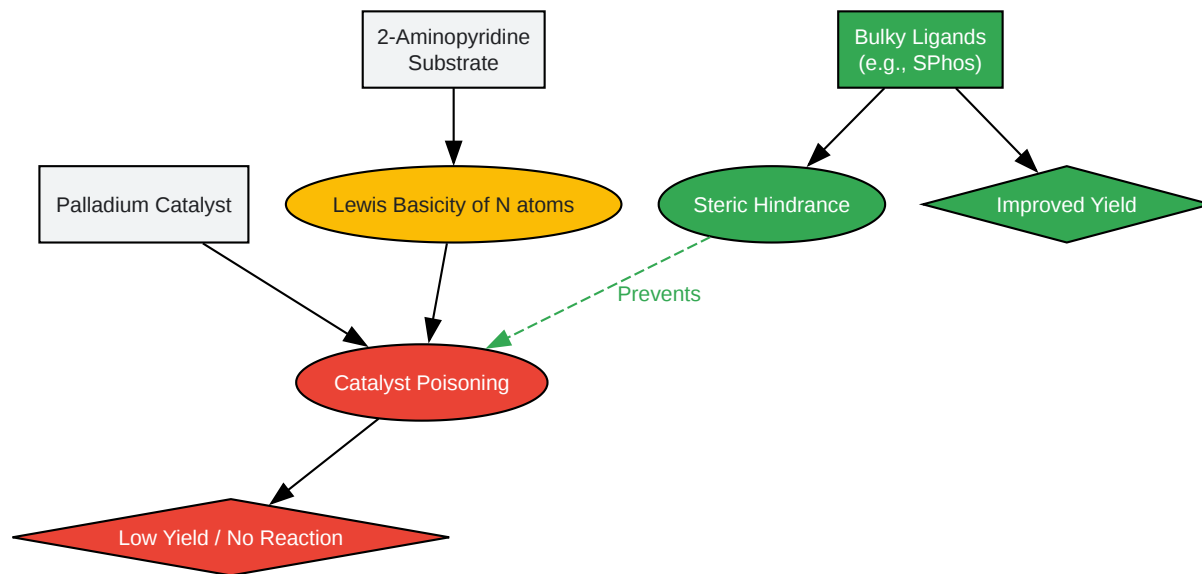 2-Aminopyridine
Substrate
Bulky Ligands
(e.g., SPhos)
Palladium Catalyst
Lewis Basicity of N atoms
Steric Hindrance
Improved Yield
Prevents
Catalyst Poisoning
Low Yield / No Reaction